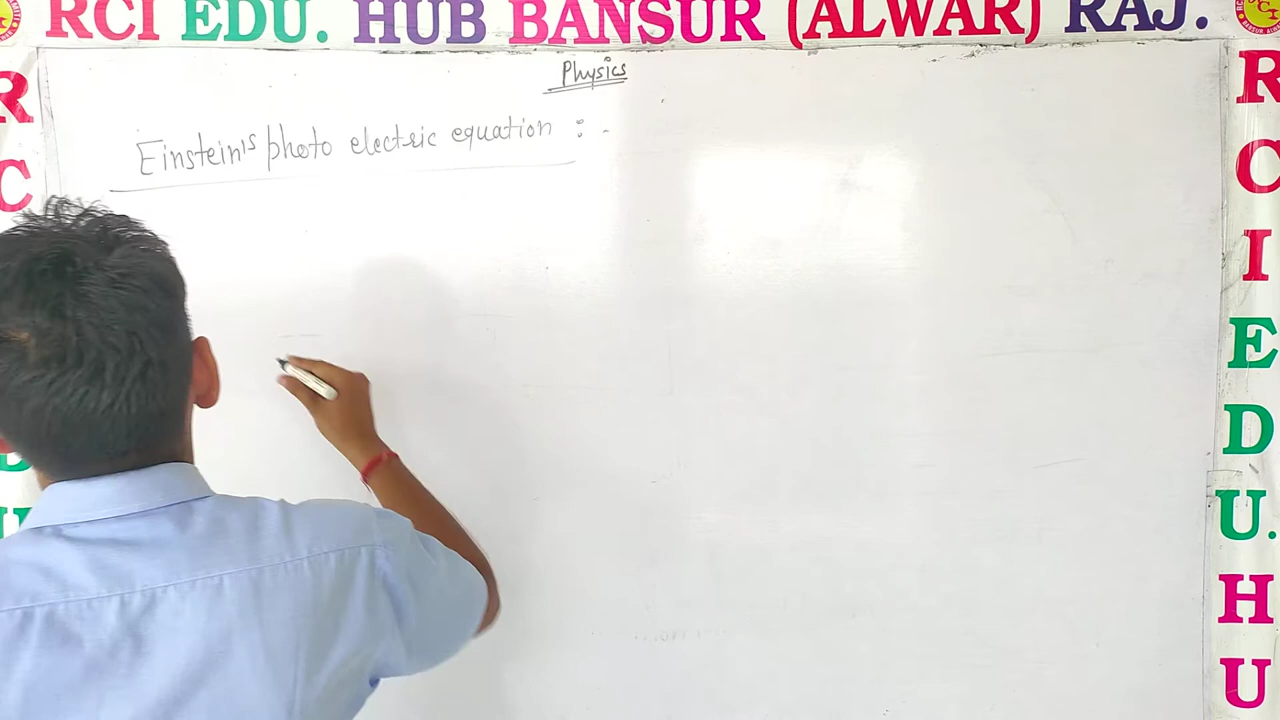 RCI EDU. HUB BANSUR (ALWAR) RAJ.
Physics
Einstein's photo electric equation : -
R
C
R
C
I
E
D
U.
H
U